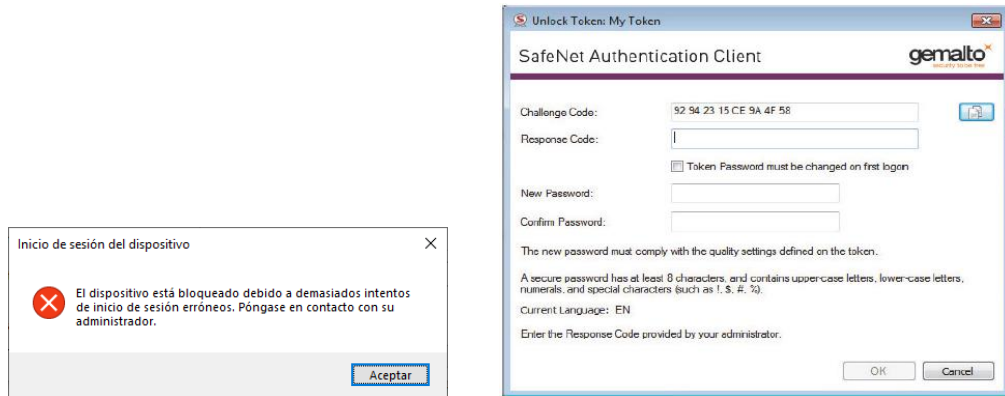 Inicio de sesión del dispositivo
El dispositivo está bloqueado debido a demasiados intentos
de inicio de sesión erróneos. Póngase en contacto con su
administrador.
Aceptar
Unlock Token: My Token
SafeNet Authentication Client
gemalto
security to be free
Challenge Code:
92 94 23 15 CE 9A 4F 58
Response Code:
Token Password must be changed on first logon
New Password:
Confirm Password:
The new password must comply with the quality settings defined on the token.
A secure password has at least 8 characters, and contains upper-case letters, lower-case letters,
numerals, and special characters (such as !, $, #, %).
Current Language: EN
Enter the Response Code provided by your administrator.
OK
Cancel